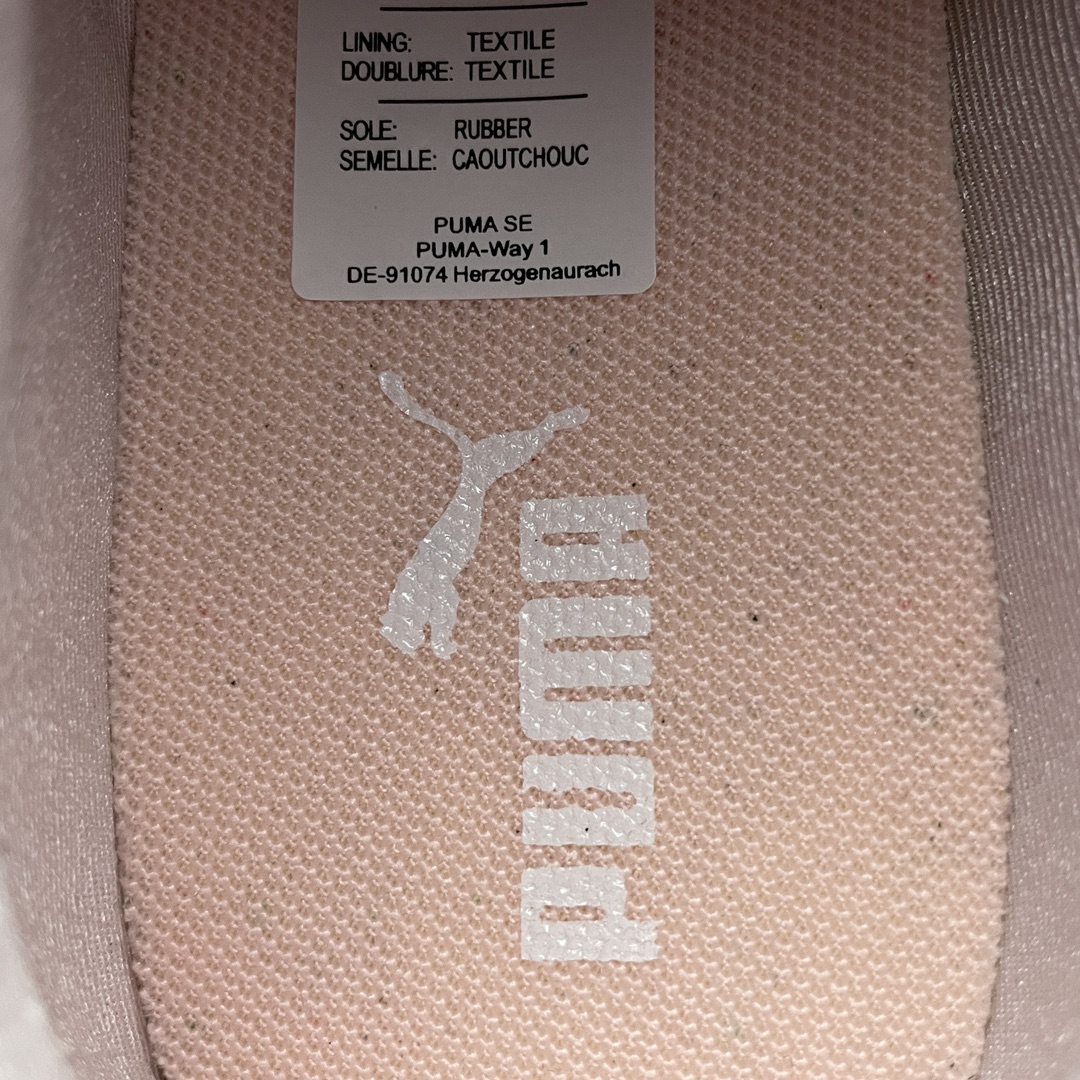 LINING: TEXTILE
DOUBLURE: TEXTILE
SOLE: RUBBER
SEMELLE: CAOUTCHOUC
PUMA SE
PUMA-Way 1
DE-91074 Herzogenaurach
PUMA